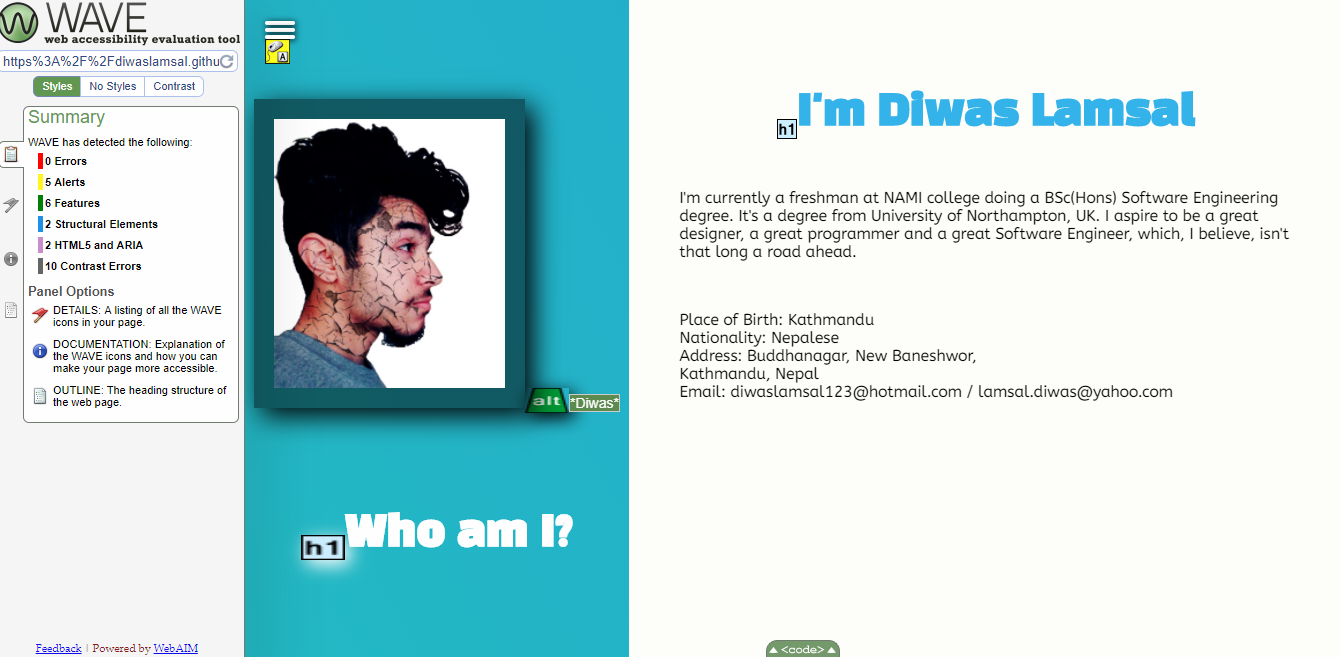 WAVE
web accessibility evaluation tool
https%3A%2F%2Fdiwaslamsal.githu
Styles No Styles Contrast
Summary
WAVE has detected the following:
0 Errors
5 Alerts
6 Features
2 Structural Elements
2 HTML5 and ARIA
10 Contrast Errors
Panel Options
DETAILS: A listing of all the WAVE
icons in your page.
DOCUMENTATION: Explanation of
the WAVE icons and how you can
make your page more accessible.
OUTLINE: The heading structure of
the web page.
Feedback | Powered by WebAIM
A
alt *Diwas*
h1 Who am I?
h1 I'm Diwas Lamsal
I'm currently a freshman at NAMI college doing a BSc(Hons) Software Engineering
degree. It's a degree from University of Northampton, UK. I aspire to be a great
designer, a great programmer and a great Software Engineer, which, I believe, isn't
that long a road ahead.
Place of Birth: Kathmandu
Nationality: Nepalese
Address: Buddhanagar, New Baneshwor,
Kathmandu, Nepal
Email: diwaslamsal123@hotmail.com / lamsal.diwas@yahoo.com
<code>